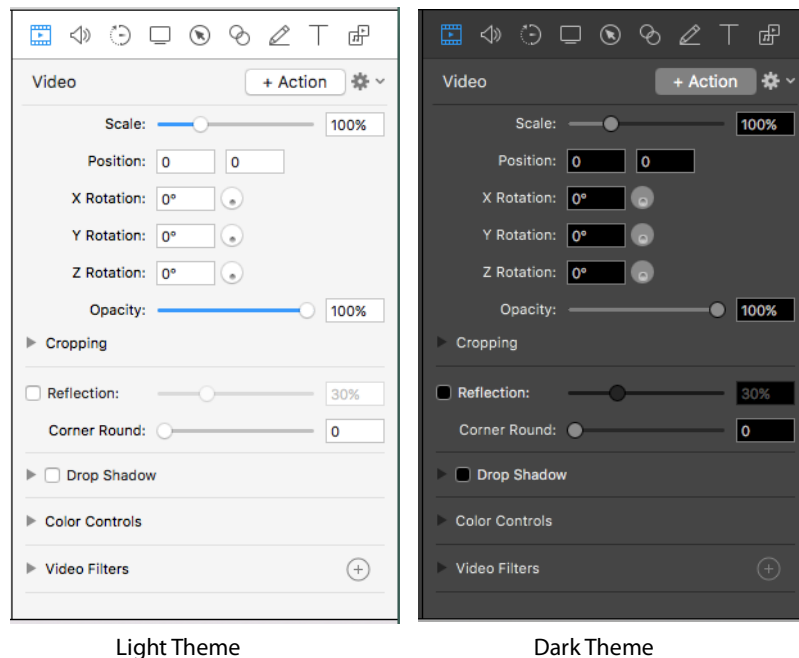 Video + Action
Scale: 100%
Position: 0 0
X Rotation: 0°
Y Rotation: 0°
Z Rotation: 0°
Opacity: 100%
Cropping
Reflection: 30%
Corner Round: 0
Drop Shadow
Color Controls
Video Filters
Light Theme
Video + Action
Scale: 100%
Position: 0 0
X Rotation: 0°
Y Rotation: 0°
Z Rotation: 0°
Opacity: 100%
Cropping
Reflection: 30%
Corner Round: 0
Drop Shadow
Color Controls
Video Filters
Dark Theme